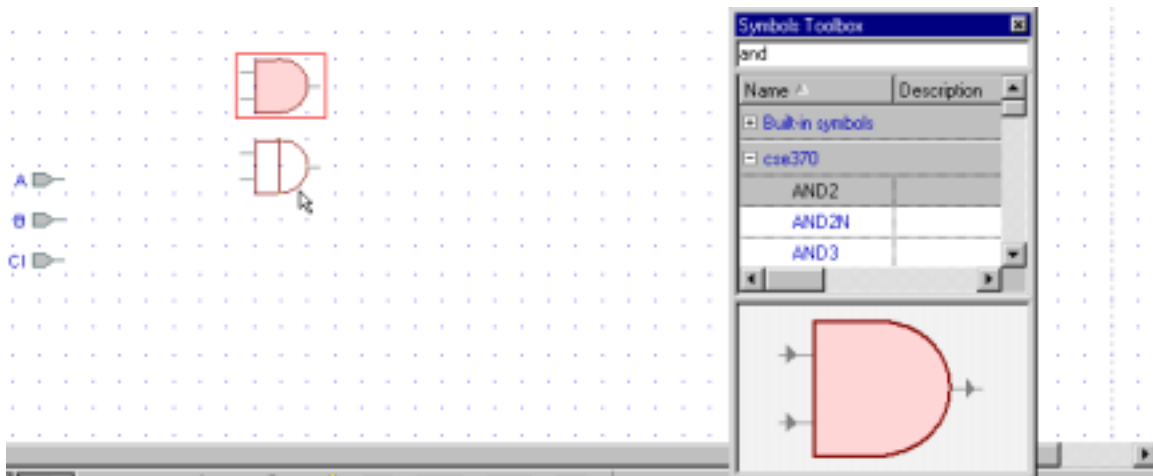 Symbols Toolbox
and
Name Description
Built-in symbols
cse370
AND2
AND2N
AND3
A
B
CI